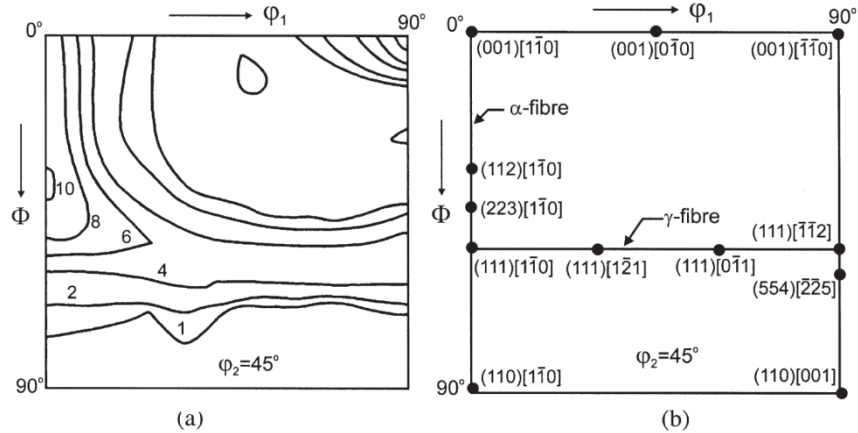 0° φ₁ 90°
Φ
10
8
6
4
2
1
φ₂=45°
90°
(a)
0° φ₁ 90°
(001)[11̄0] (001)[01̄0] (001)[1̄1̄0]
α-fibre
(112)[11̄0]
Φ
(223)[11̄0]
γ-fibre
(111)[1̄1̄2]
(111)[11̄0] (111)[12̄1] (111)[01̄1]
(554)[2̄2̄5]
φ₂=45°
90°
(110)[11̄0] (110)[001]
(b)